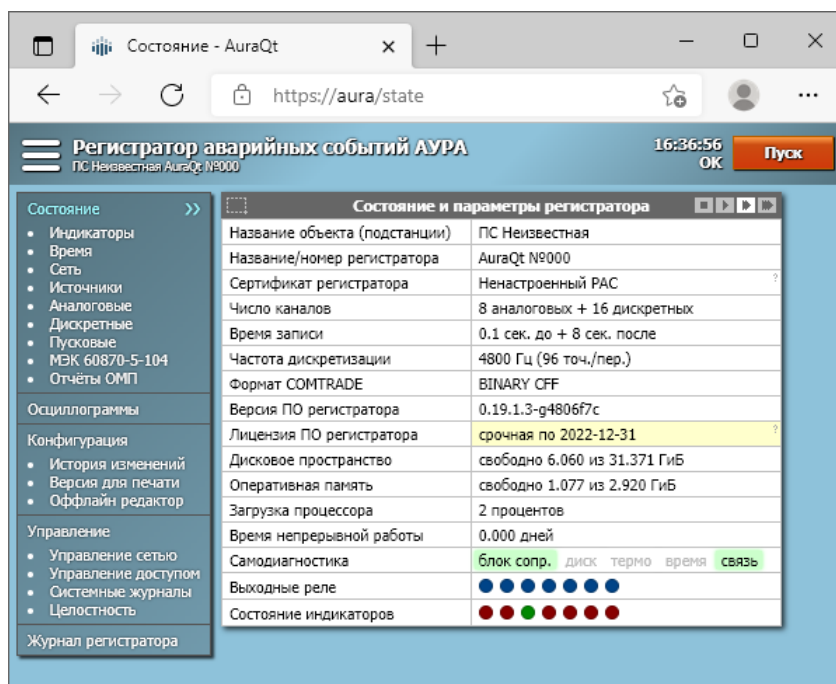 Состояние - AuraQt
https://aura/state
Регистратор аварийных событий АУРА
ПС Неизвестная AuraQt №000
16:36:56
OK
Пуск
Состояние
Индикаторы
Время
Сеть
Источники
Аналоговые
Дискретные
Пусковые
МЭК 60870-5-104
Отчёты ОМП
Осциллограммы
Конфигурация
История изменений
Версия для печати
Оффлайн редактор
Управление
Управление сетью
Управление доступом
Системные журналы
Целостность
Журнал регистратора
Состояние и параметры регистратора
Название объекта (подстанции) ПС Неизвестная
Название/номер регистратора AuraQt №000
Сертификат регистратора Ненастроенный РАС ?
Число каналов 8 аналоговых + 16 дискретных
Время записи 0.1 сек. до + 8 сек. после
Частота дискретизации 4800 Гц (96 точ./пер.)
Формат COMTRADE BINARY CFF
Версия ПО регистратора 0.19.1.3-g4806f7c
Лицензия ПО регистратора срочная по 2022-12-31 ?
Дисковое пространство свободно 6.060 из 31.371 ГиБ
Оперативная память свободно 1.077 из 2.920 ГиБ
Загрузка процессора 2 процентов
Время непрерывной работы 0.000 дней
Самодиагностика блок сопр. диск термо время связь
Выходные реле
Состояние индикаторов